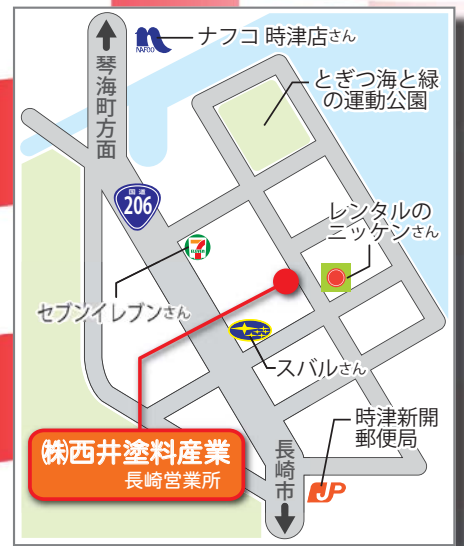 ナフコ 時津店さん
NAFCO
琴海町方面
とぎつ海と緑
の運動公園
国道
206
レンタルの
ニッケンさん
セブンイレブンさん
スバルさん
㈱西井塗料産業
長崎営業所
時津新開
郵便局
長崎市
JP